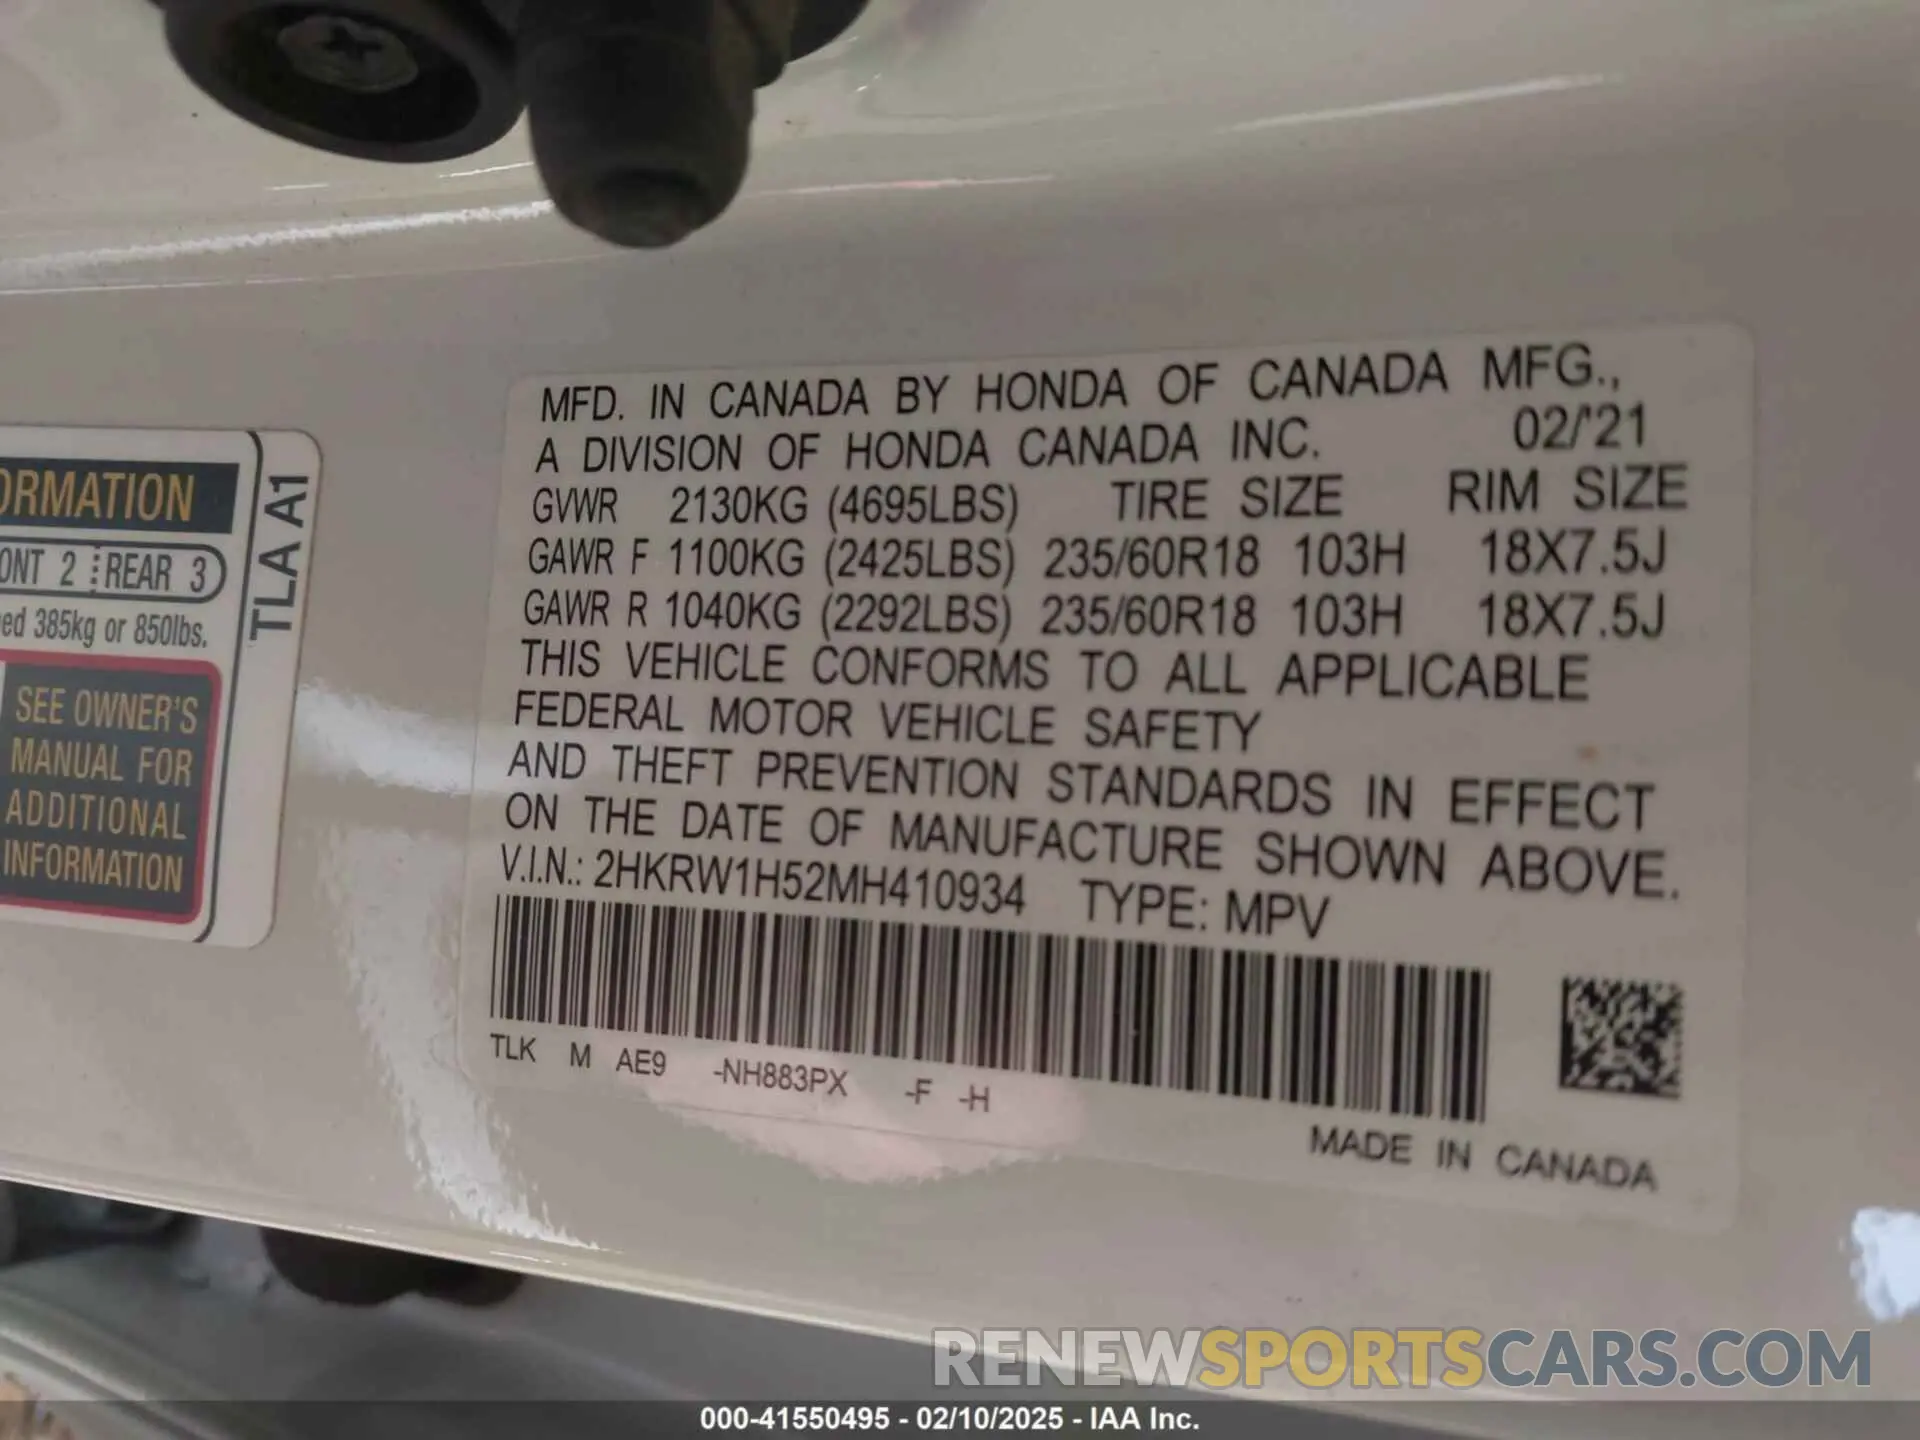 MFD. IN CANADA BY HONDA OF CANADA MFG.,
A DIVISION OF HONDA CANADA INC. 02/'21
GVWR 2130KG (4695LBS) TIRE SIZE RIM SIZE
GAWR F 1100KG (2425LBS) 235/60R18 103H 18X7.5J
GAWR R 1040KG (2292LBS) 235/60R18 103H 18X7.5J
THIS VEHICLE CONFORMS TO ALL APPLICABLE
FEDERAL MOTOR VEHICLE SAFETY
AND THEFT PREVENTION STANDARDS IN EFFECT
ON THE DATE OF MANUFACTURE SHOWN ABOVE.
V.I.N.: 2HKRW1H52MH410934 TYPE: MPV
TLK M AE9 -NH883PX -F -H
MADE IN CANADA
ORMATION
ONT 2 REAR 3
ed 385kg or 850lbs.
SEE OWNER'S
MANUAL FOR
ADDITIONAL
INFORMATION
TLA A1
RENEWSPORTSCARS.COM
000-41550495 - 02/10/2025 - IAA Inc.